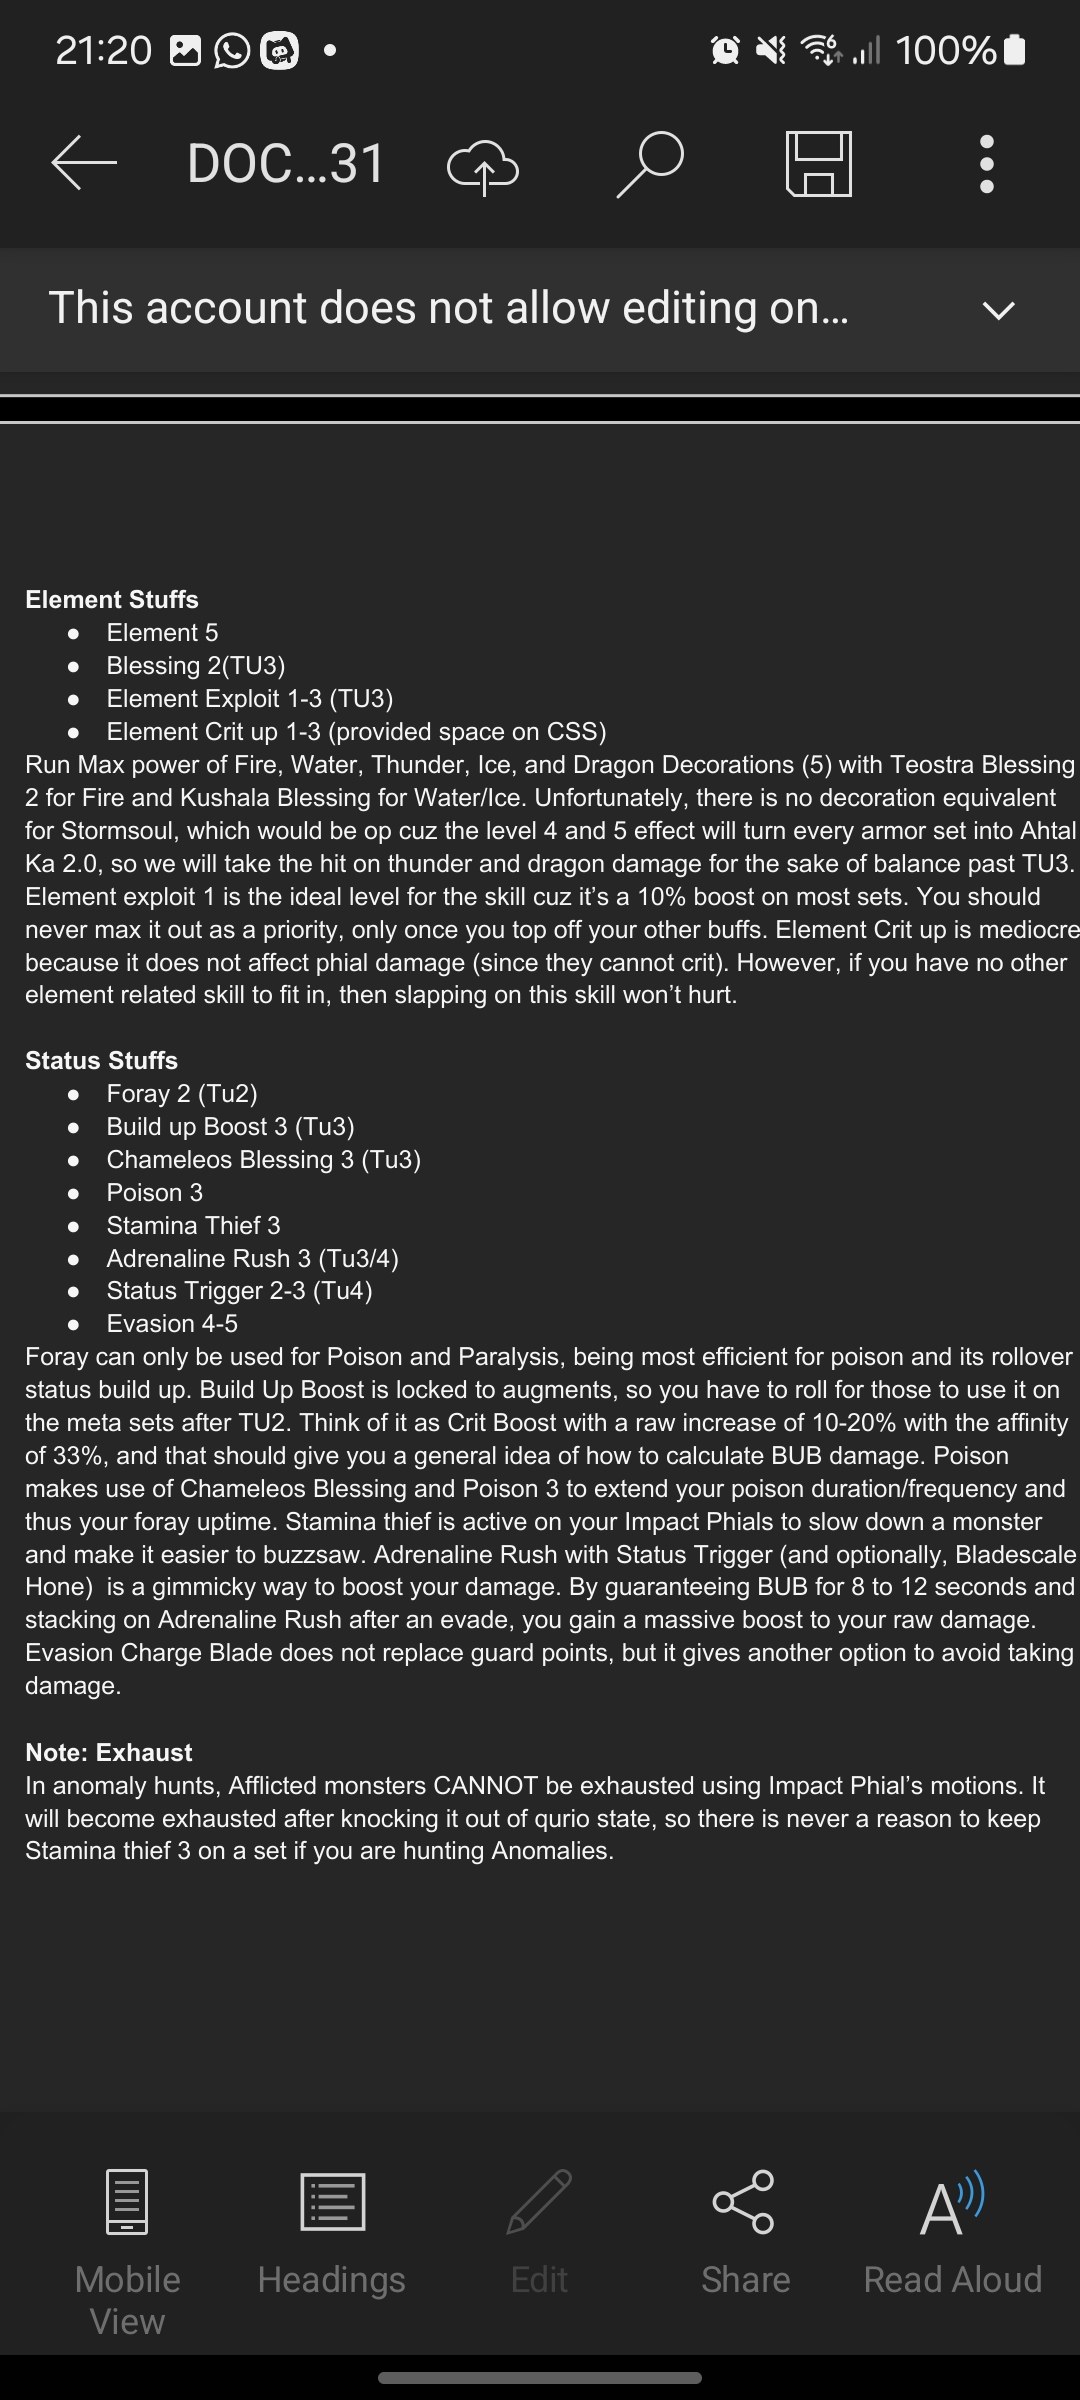 21:20
100%
DOC...31
This account does not allow editing on...
Element Stuffs
● Element 5
● Blessing 2(TU3)
● Element Exploit 1-3 (TU3)
● Element Crit up 1-3 (provided space on CSS)
Run Max power of Fire, Water, Thunder, Ice, and Dragon Decorations (5) with Teostra Blessing
2 for Fire and Kushala Blessing for Water/Ice. Unfortunately, there is no decoration equivalent
for Stormsoul, which would be op cuz the level 4 and 5 effect will turn every armor set into Ahtal
Ka 2.0, so we will take the hit on thunder and dragon damage for the sake of balance past TU3.
Element exploit 1 is the ideal level for the skill cuz it’s a 10% boost on most sets. You should
never max it out as a priority, only once you top off your other buffs. Element Crit up is mediocre
because it does not affect phial damage (since they cannot crit). However, if you have no other
element related skill to fit in, then slapping on this skill won’t hurt.
Status Stuffs
● Foray 2 (Tu2)
● Build up Boost 3 (Tu3)
● Chameleos Blessing 3 (Tu3)
● Poison 3
● Stamina Thief 3
● Adrenaline Rush 3 (Tu3/4)
● Status Trigger 2-3 (Tu4)
● Evasion 4-5
Foray can only be used for Poison and Paralysis, being most efficient for poison and its rollover
status build up. Build Up Boost is locked to augments, so you have to roll for those to use it on
the meta sets after TU2. Think of it as Crit Boost with a raw increase of 10-20% with the affinity
of 33%, and that should give you a general idea of how to calculate BUB damage. Poison
makes use of Chameleos Blessing and Poison 3 to extend your poison duration/frequency and
thus your foray uptime. Stamina thief is active on your Impact Phials to slow down a monster
and make it easier to buzzsaw. Adrenaline Rush with Status Trigger (and optionally, Bladescale
Hone)  is a gimmicky way to boost your damage. By guaranteeing BUB for 8 to 12 seconds and
stacking on Adrenaline Rush after an evade, you gain a massive boost to your raw damage.
Evasion Charge Blade does not replace guard points, but it gives another option to avoid taking
damage.
Note: Exhaust
In anomaly hunts, Afflicted monsters CANNOT be exhausted using Impact Phial’s motions. It
will become exhausted after knocking it out of qurio state, so there is never a reason to keep
Stamina thief 3 on a set if you are hunting Anomalies.
Mobile
View
Headings
Edit
Share
Read Aloud